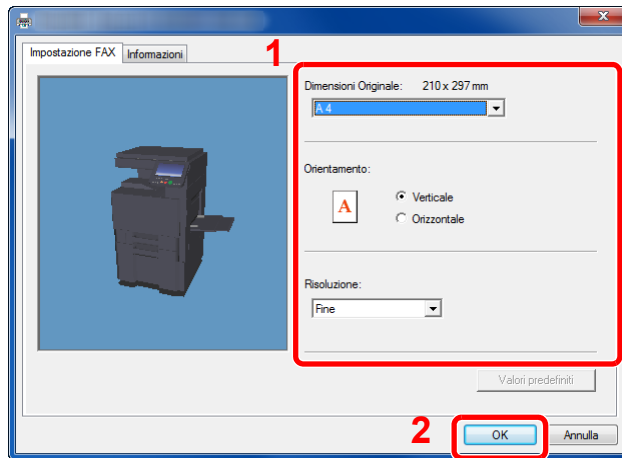 Impostazione FAX Informazioni
1
Dimensioni Originale: 210 x 297 mm
A 4
Orientamento:
A
Verticale
Orizzontale
Risoluzione:
Fine
Valori predefiniti
2
OK Annulla